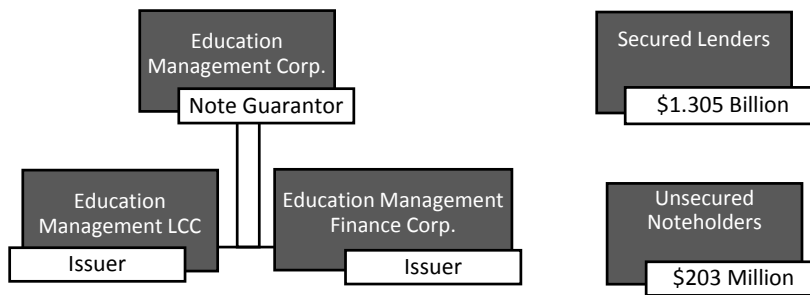 Education
Management Corp.
Note Guarantor
Secured Lenders
$1.305 Billion
Education
Management LCC
Issuer
Education Management
Finance Corp.
Issuer
Unsecured
Noteholders
$203 Million